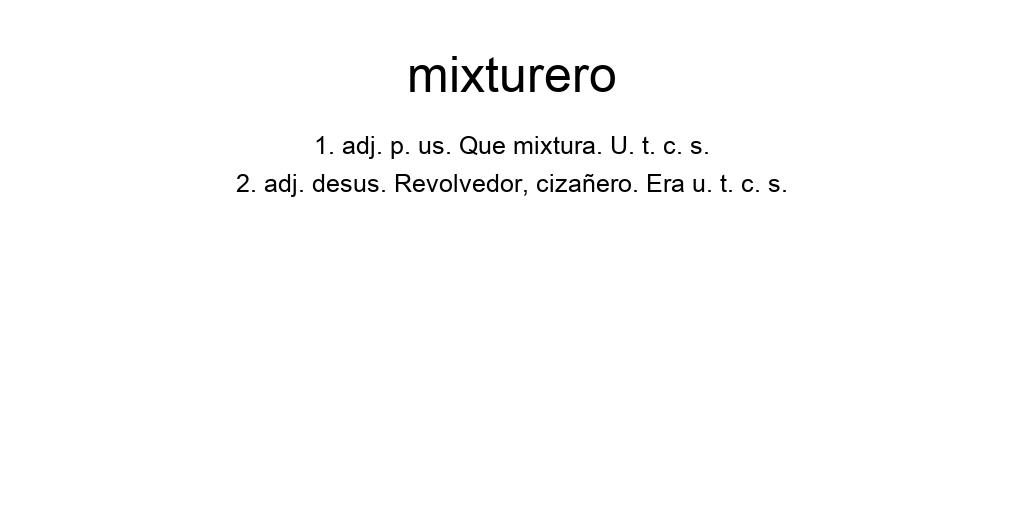 mixturero
1. adj. p. us. Que mixtura. U. t. c. s.
2. adj. desus. Revolvedor, cizañero. Era u. t. c. s.